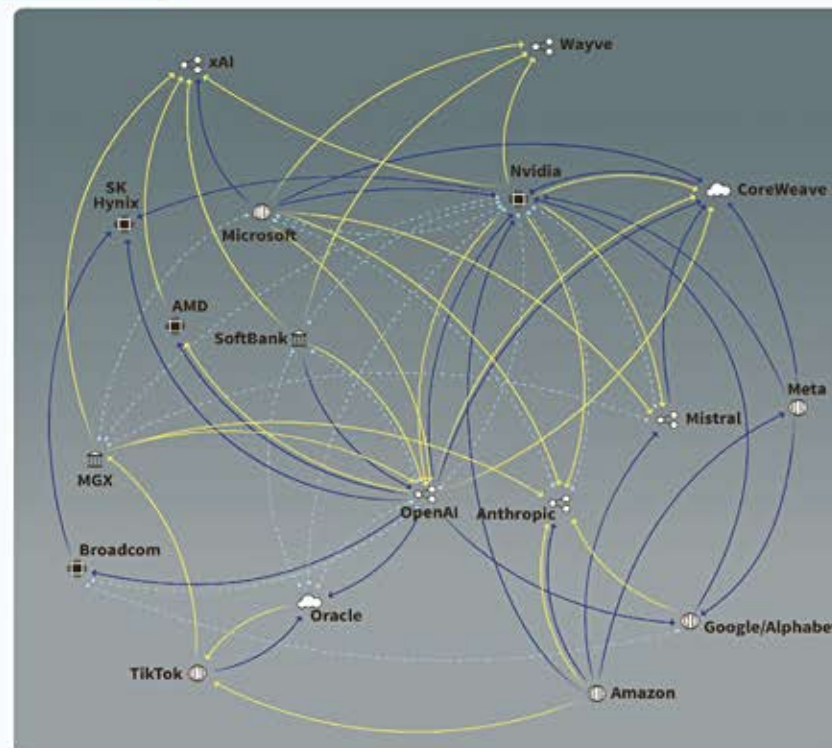 xAI
Wayve
SK
Hynix
Nvidia
CoreWeave
Microsoft
AMD
SoftBank
Meta
Mistral
MGX
OpenAI
Anthropic
Broadcom
Oracle
Google/Alphabe
TikTok
Amazon